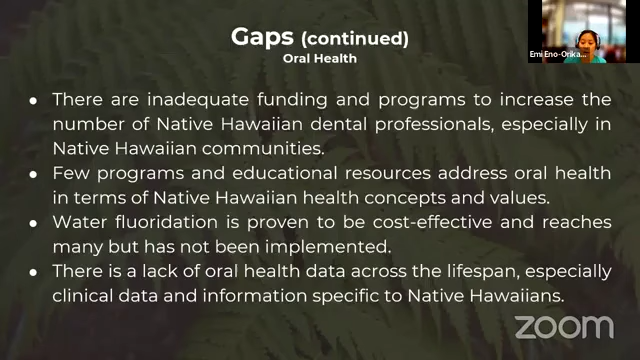 Gaps (continued)
Oral Health
Emi Eno-Orika...
● There are inadequate funding and programs to increase the
number of Native Hawaiian dental professionals, especially in
Native Hawaiian communities.
● Few programs and educational resources address oral health
in terms of Native Hawaiian health concepts and values.
● Water fluoridation is proven to be cost-effective and reaches
many but has not been implemented.
● There is a lack of oral health data across the lifespan, especially
clinical data and information specific to Native Hawaiians.
zoom